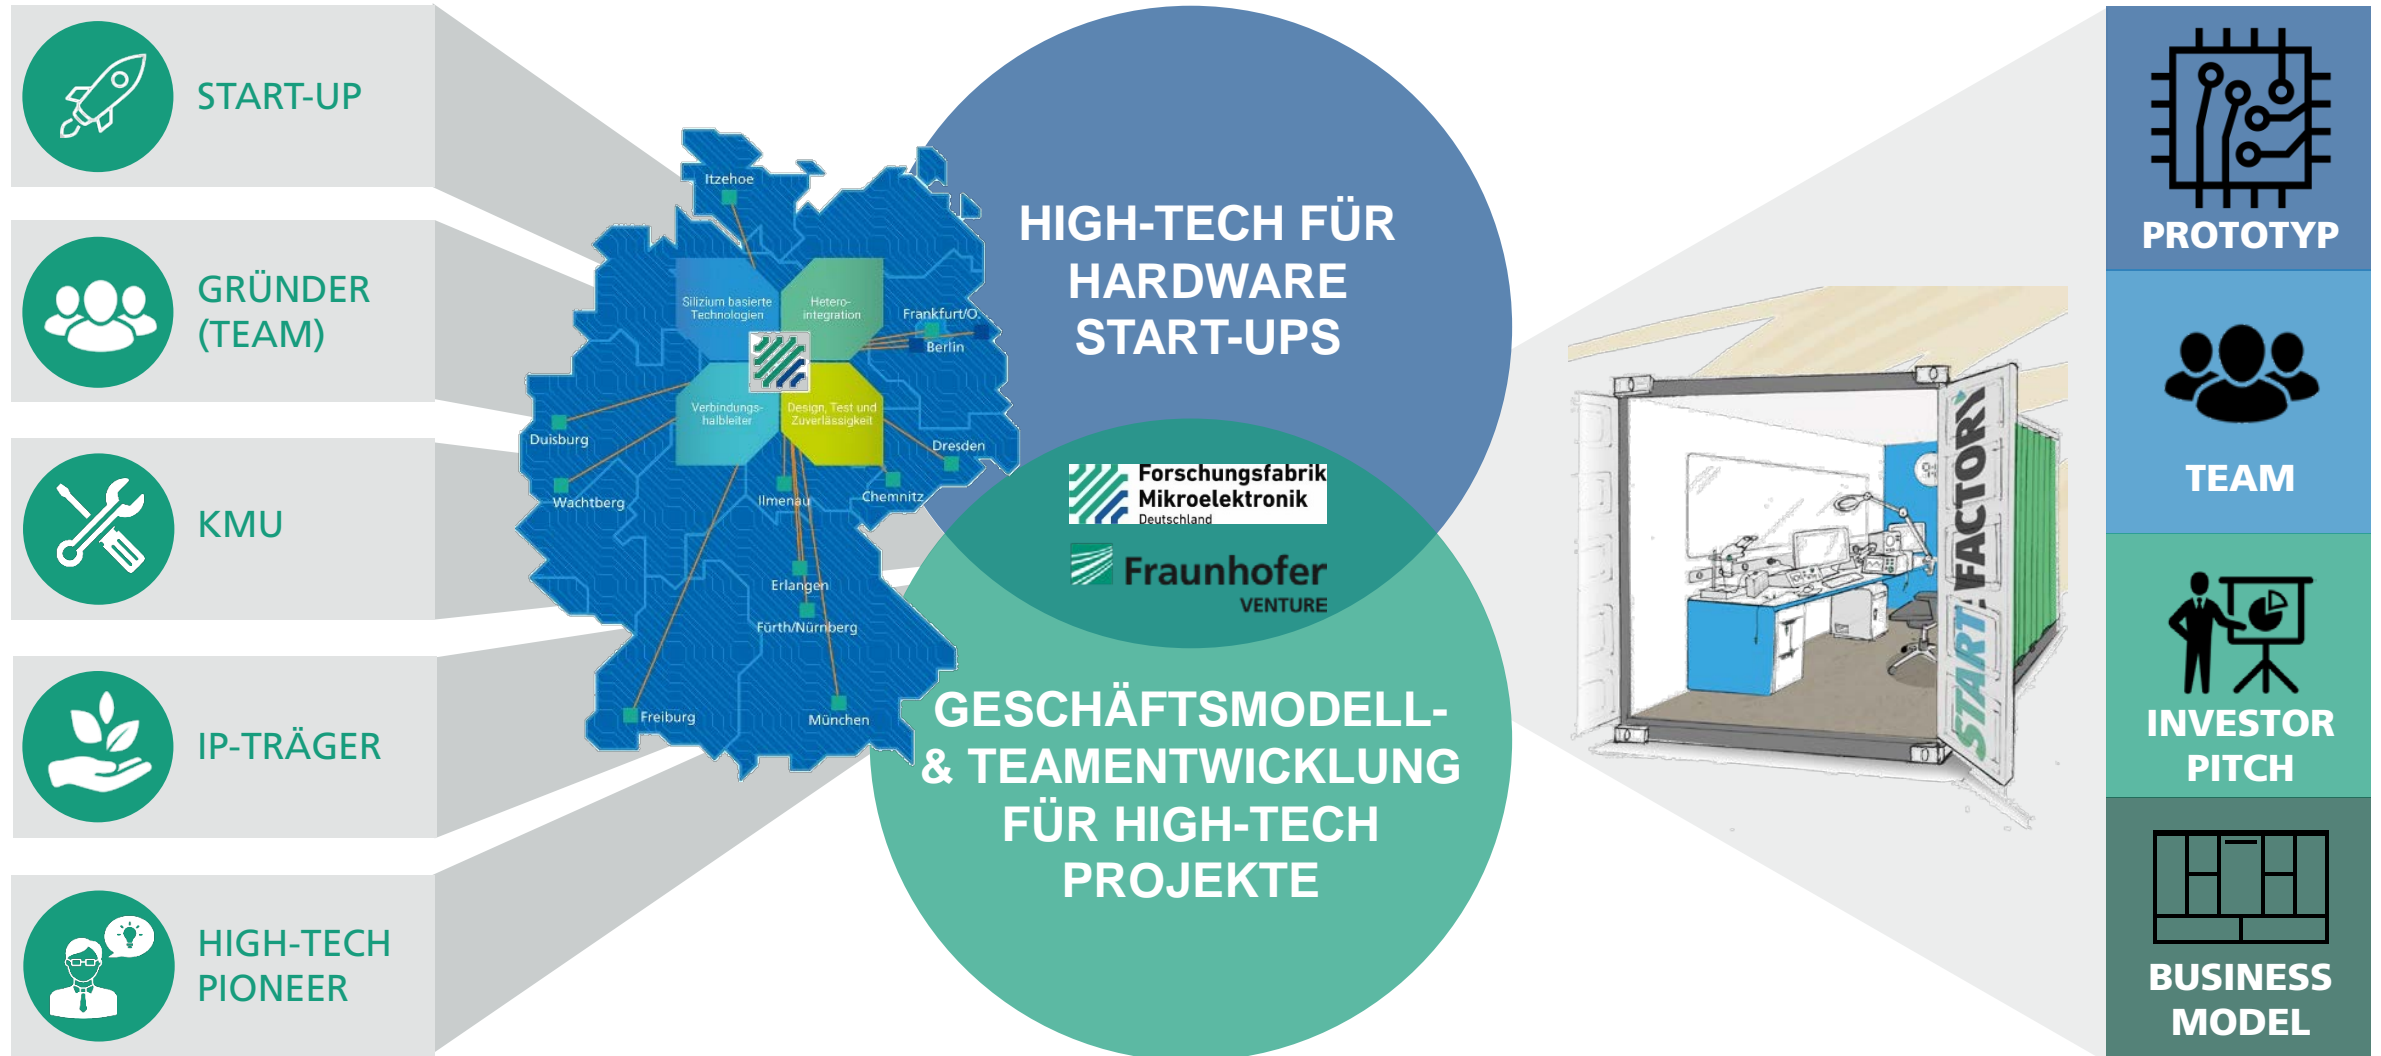 START-UP
GRÜNDER
(TEAM)
KMU
IP-TRÄGER
HIGH-TECH
PIONEER
Itzehoe
Silizium basierte
Technologien
Hetero-
integration
Frankfurt/O.
Berlin
Verbindungs-
halbleiter
Design, Test und
Zuverlässigkeit
Duisburg
Dresden
Wachtberg
Ilmenau
Chemnitz
Erlangen
Fürth/Nürnberg
Freiburg
München
HIGH-TECH FÜR
HARDWARE
START-UPS
Forschungsfabrik
Mikroelektronik
Deutschland
Fraunhofer
VENTURE
GESCHÄFTSMODELL-
& TEAMENTWICKLUNG
FÜR HIGH-TECH
PROJEKTE
STARTFACTORY
PROTOTYP
TEAM
INVESTOR
PITCH
BUSINESS
MODEL